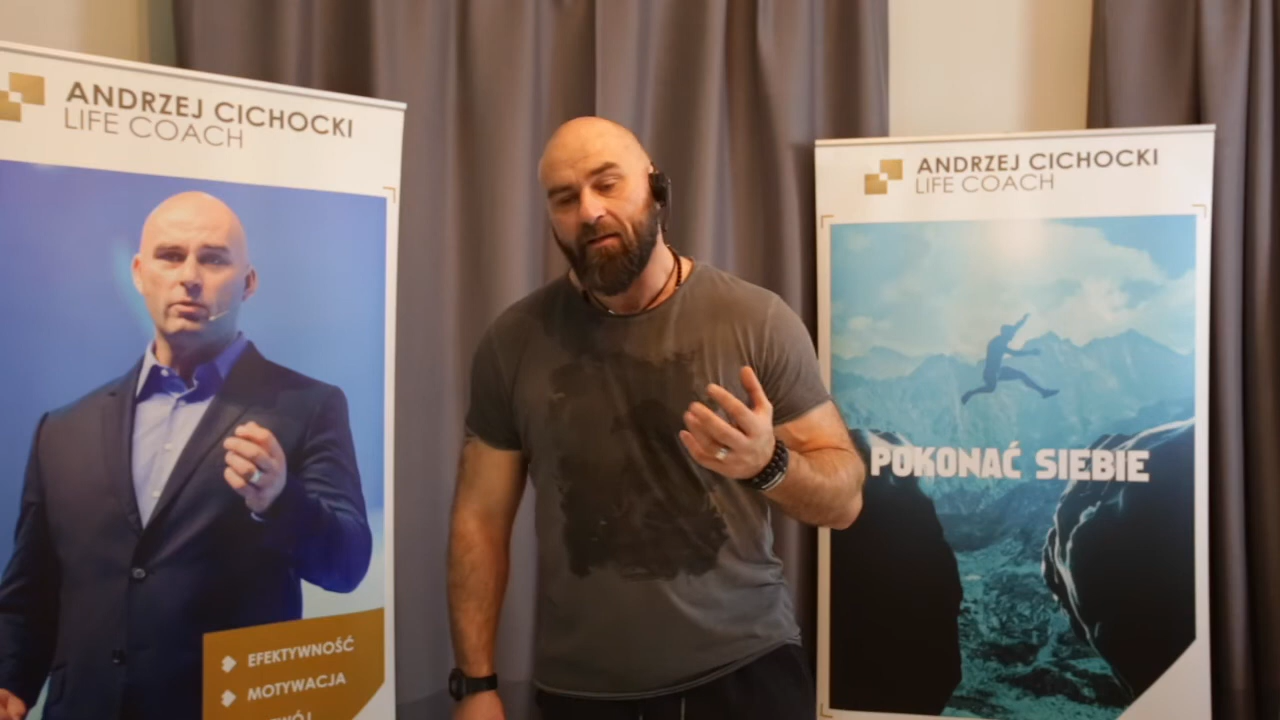 ANDRZEJ CICHOCKI
LIFE COACH
EFEKTYWNOŚĆ
MOTYWACJA
ANDRZEJ CICHOCKI
LIFE COACH
POKONAĆ SIEBIE